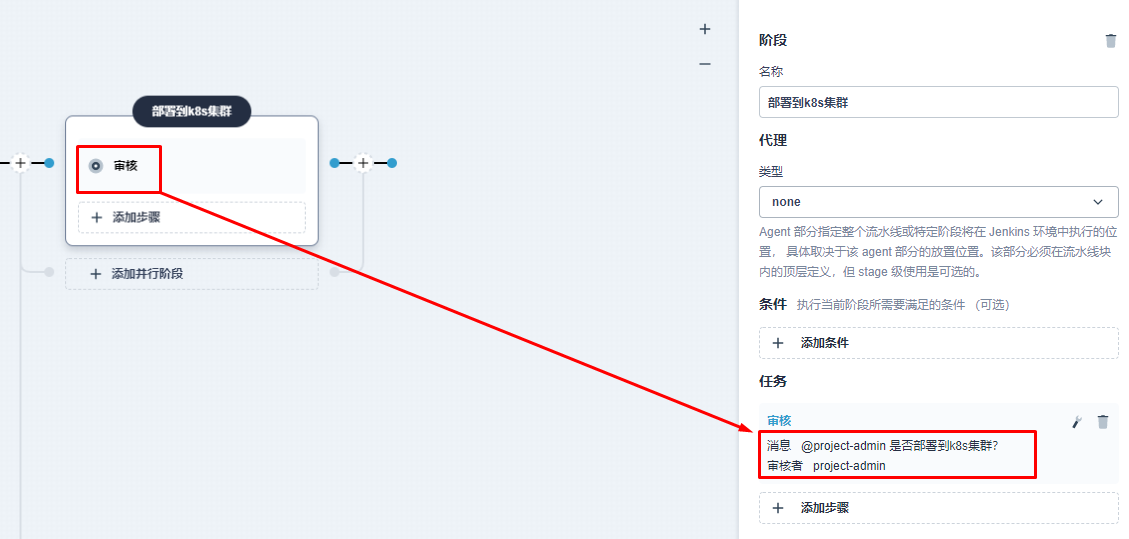 部署到k8s集群
审核
添加步骤
添加并行阶段
阶段
名称
部署到k8s集群
代理
类型
none
Agent 部分指定整个流水线或特定阶段将在 Jenkins 环境中执行的位
置， 具体取决于该 agent 部分的放置位置。该部分必须在流水线块
内的顶层定义，但 stage 级使用是可选的。
条件 执行当前阶段所需要满足的条件 （可选）
添加条件
任务
审核
消息 @project-admin 是否部署到k8s集群?
审核者 project-admin
添加步骤